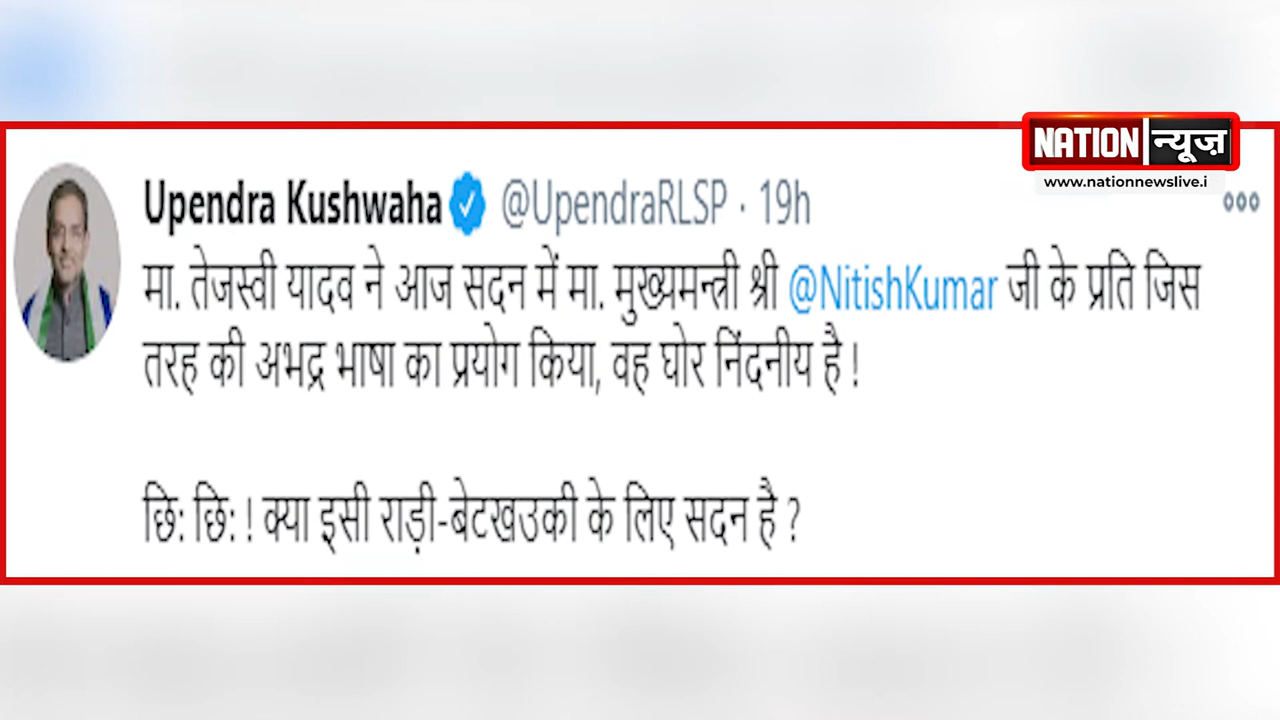 NATION न्यूज़
www.nationnewslive.i
Upendra Kushwaha @UpendraRLSP · 19h
मा. तेजस्वी यादव ने आज सदन में मा. मुख्यमन्त्री श्री @NitishKumar जी के प्रति जिस
तरह की अभद्र भाषा का प्रयोग किया, वह घोर निंदनीय है !
छि: छि: ! क्या इसी राड़ी-बेटखउकी के लिए सदन है ?